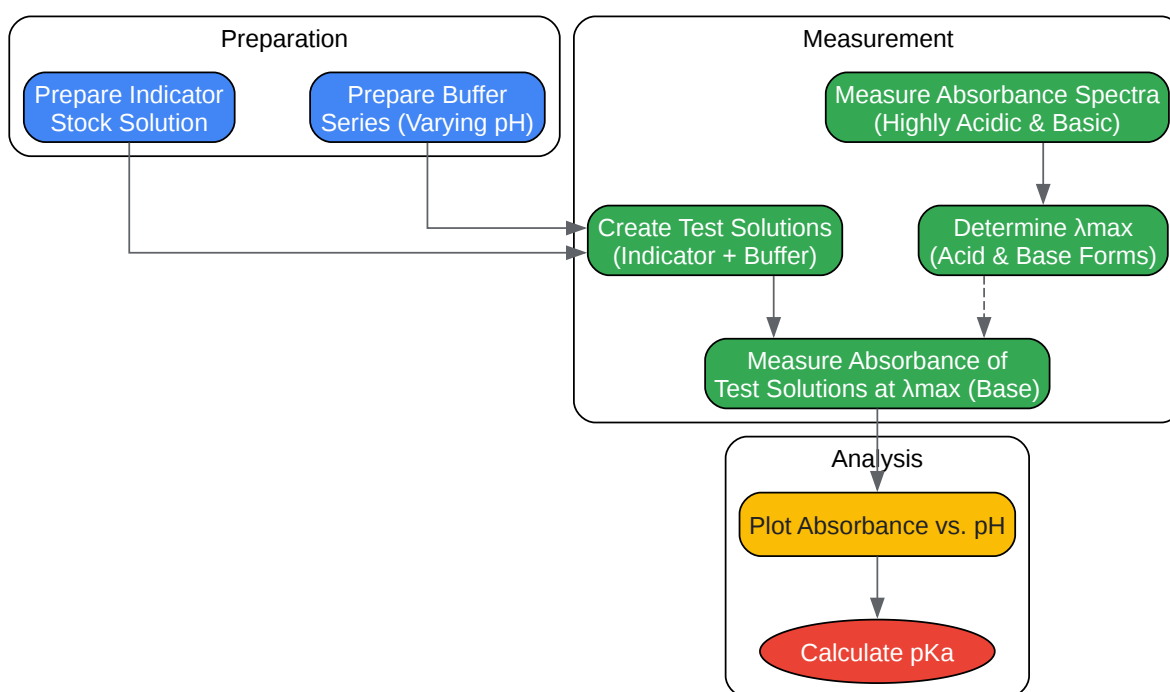 Preparation
Prepare Indicator
Stock Solution
Prepare Buffer
Series (Varying pH)
Measurement
Measure Absorbance Spectra
(Highly Acidic & Basic)
Create Test Solutions
(Indicator + Buffer)
Determine λmax
(Acid & Base Forms)
Measure Absorbance of
Test Solutions at λmax (Base)
Analysis
Plot Absorbance vs. pH
Calculate pKa